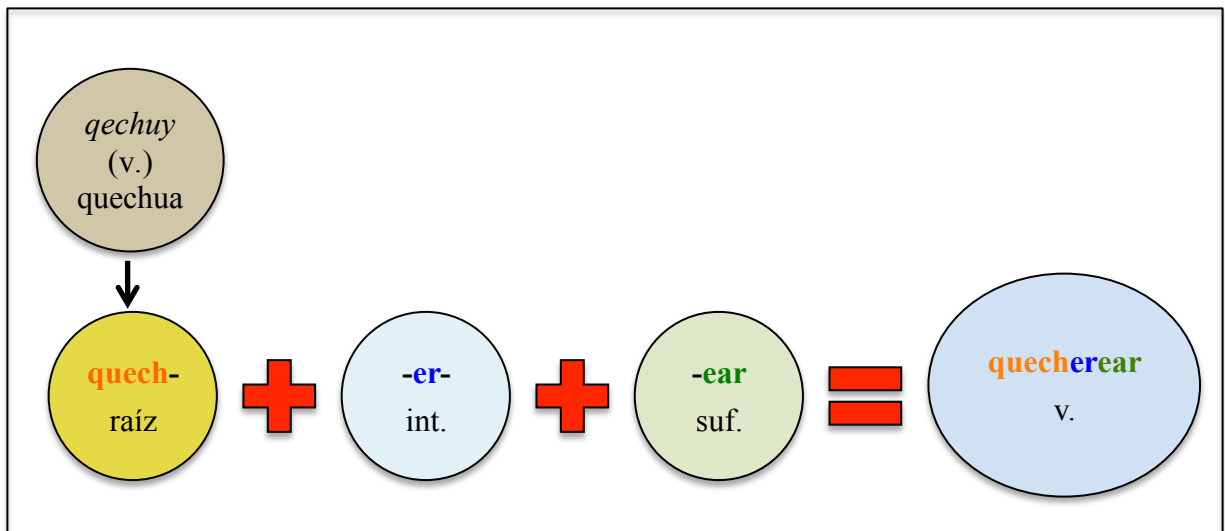 qechuy
(v.)
quechua
quech-
raíz
-er-
int.
-ear
suf.
quecherear
v.